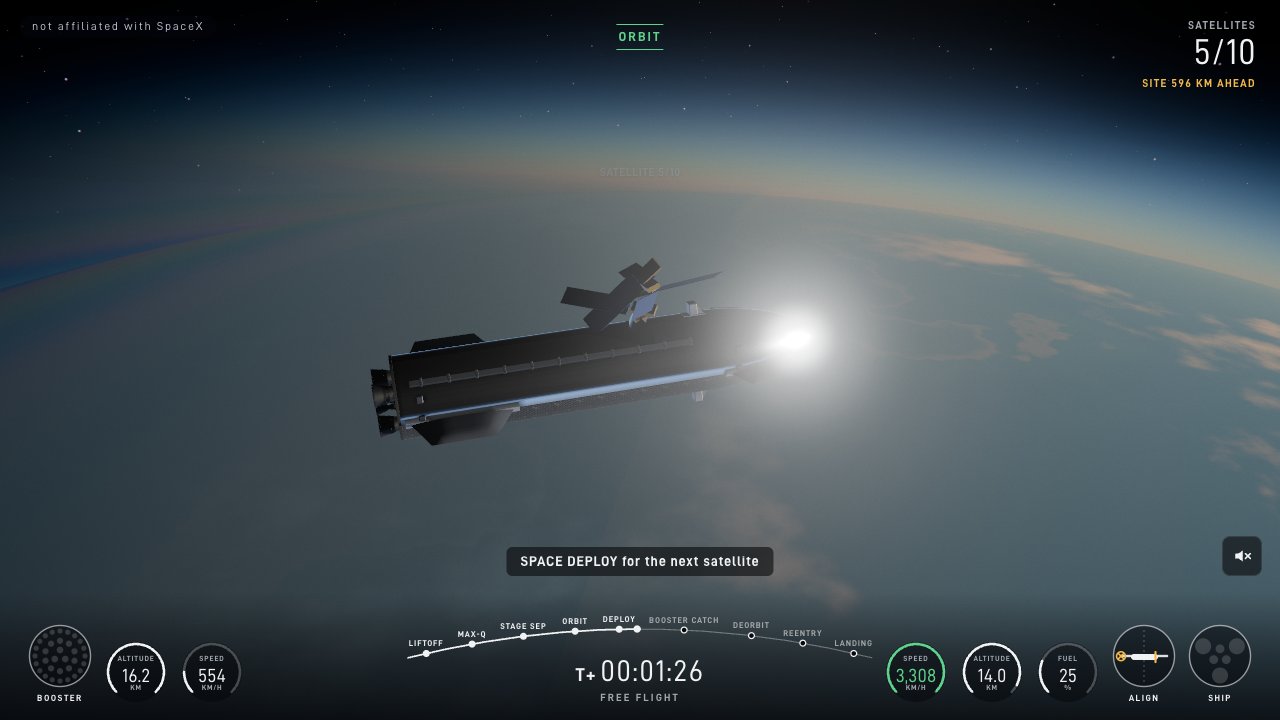 not affiliated with SpaceX
ORBIT
SATELLITES
5/10
SITE 596 KM AHEAD
SATELLITE 5/10
SPACE DEPLOY for the next satellite
LIFTOFF
MAX-Q
STAGE SEP
ORBIT
DEPLOY
BOOSTER CATCH
DEORBIT
REENTRY
LANDING
T+ 00:01:26
FREE FLIGHT
BOOSTER
ALTITUDE
16.2
KM
SPEED
554
KM/H
SPEED
3,308
KM/H
ALTITUDE
14.0
KM
FUEL
25
%
ALIGN
SHIP